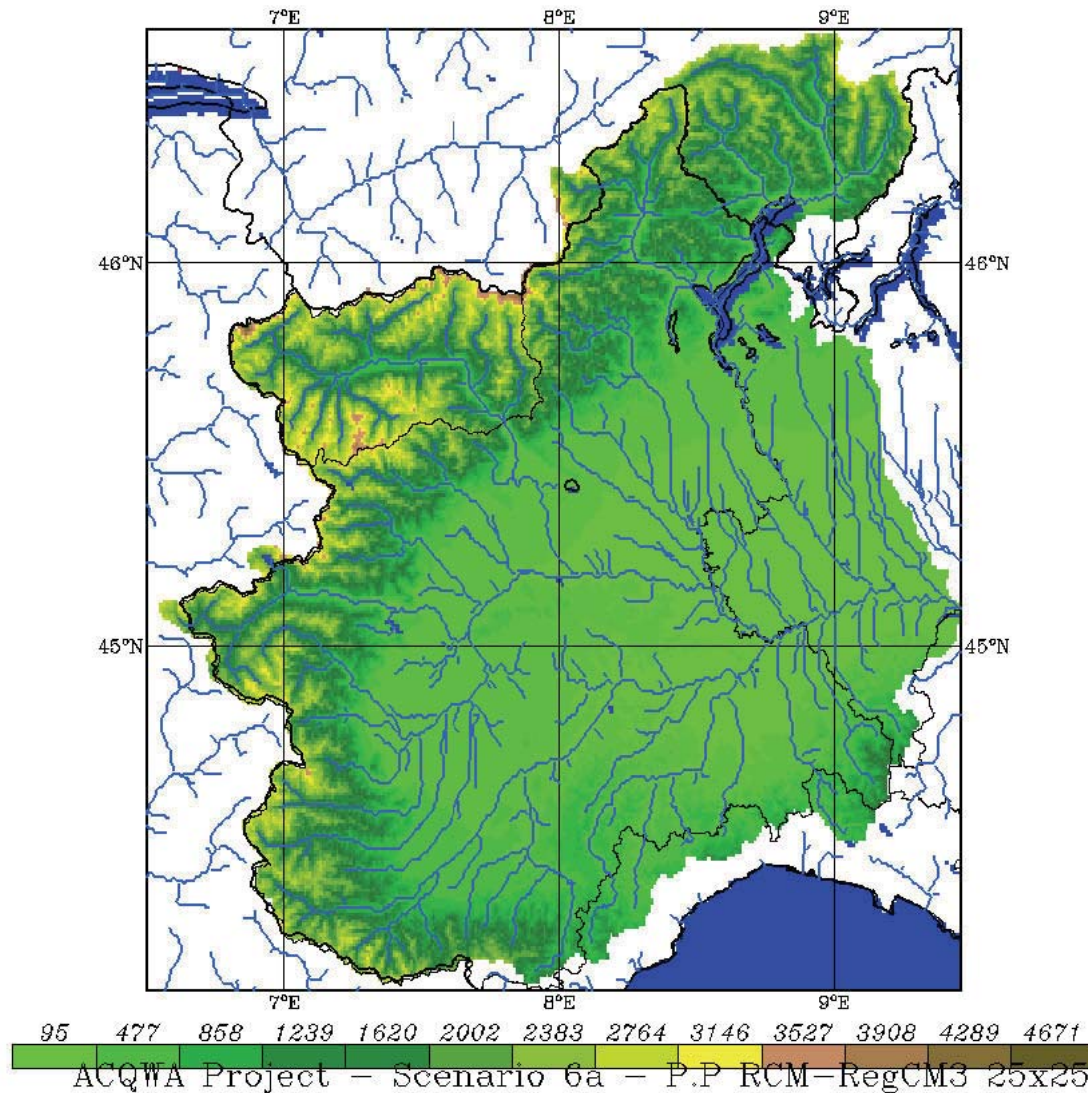 7°E 8°E 9°E
46°N 46°N
45°N 45°N
7°E 8°E 9°E
95 477 858 1239 1620 2002 2383 2764 3146 3527 3908 4289 4671
ACQWA Project – Scenario 6a – P.P RCM–RegCM3 25x25